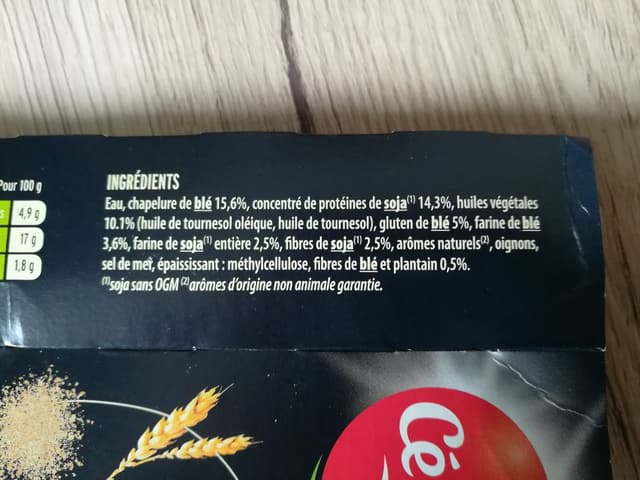 Pour 100 g
4,9 g
17 g
1,8 g
INGRÉDIENTS
Eau, chapelure de blé 15,6%, concentré de protéines de soja(1) 14,3%, huiles végétales
10.1% (huile de tournesol oléique, huile de tournesol), gluten de blé 5%, farine de blé
3,6%, farine de soja(1) entière 2,5%, fibres de soja(1) 2,5%, arômes naturels(2), oignons,
sel de mer, épaississant : méthylcellulose, fibres de blé et plantain 0,5%.
(1)soja sans OGM (2)arômes d'origine non animale garantie.
Cé